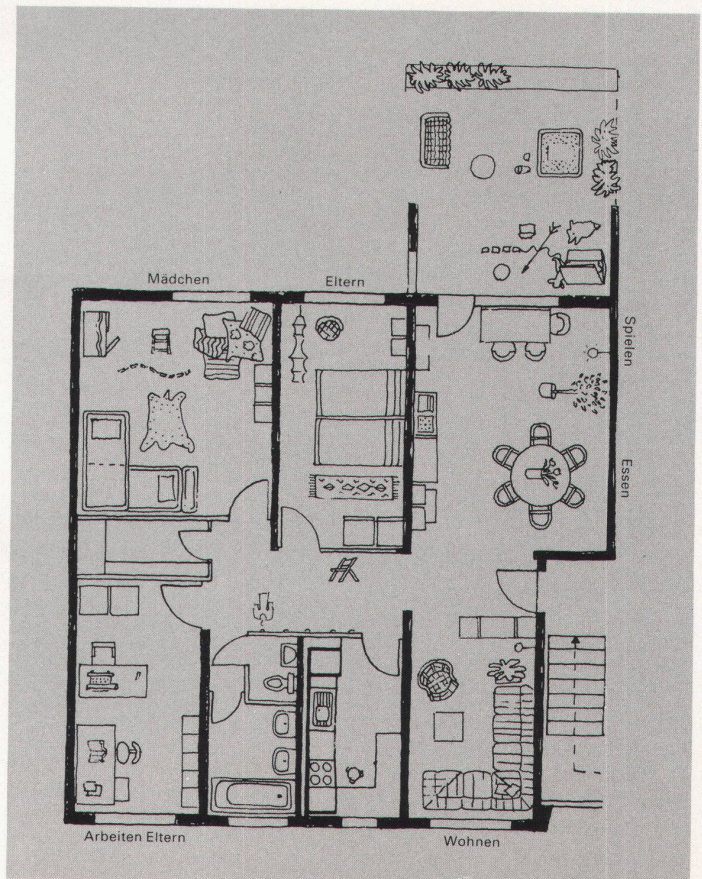 Mädchen
Eltern
Spielen
Essen
Arbeiten Eltern
Wohnen